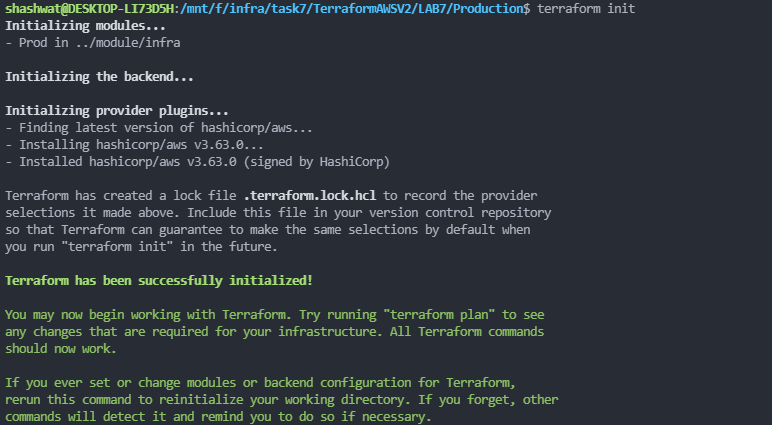 shashwat@DESKTOP-LI73D5H:/mnt/f/infra/task7/TerraformAWSV2/LAB7/Production$ terraform init
Initializing modules...
- Prod in ../module/infra
Initializing the backend...
Initializing provider plugins...
- Finding latest version of hashicorp/aws...
- Installing hashicorp/aws v3.63.0...
- Installed hashicorp/aws v3.63.0 (signed by HashiCorp)
Terraform has created a lock file .terraform.lock.hcl to record the provider
selections it made above. Include this file in your version control repository
so that Terraform can guarantee to make the same selections by default when
you run "terraform init" in the future.
Terraform has been successfully initialized!
You may now begin working with Terraform. Try running "terraform plan" to see
any changes that are required for your infrastructure. All Terraform commands
should now work.
If you ever set or change modules or backend configuration for Terraform,
rerun this command to reinitialize your working directory. If you forget, other
commands will detect it and remind you to do so if necessary.